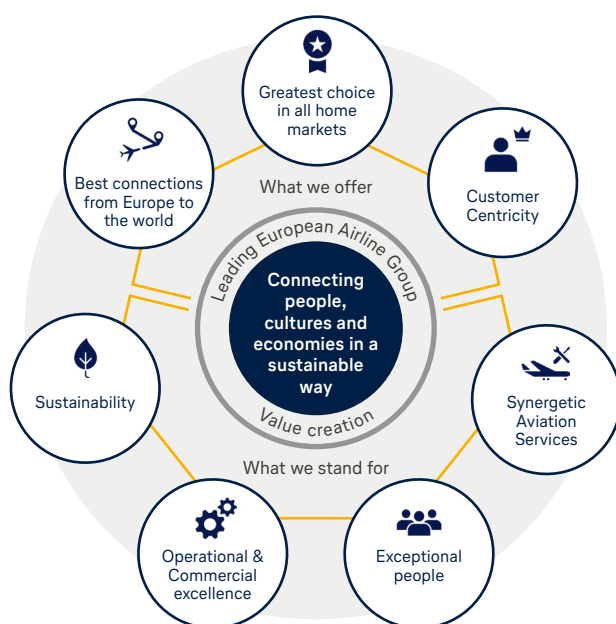 Greatest choice
in all home
markets
Best connections
from Europe to
the world
What we offer
Customer
Centricity
Leading European Airline Group
Connecting
people,
cultures and
economies in a
sustainable
way
Value creation
Sustainability
Synergetic
Aviation
Services
What we stand for
Operational &
Commercial
excellence
Exceptional
people